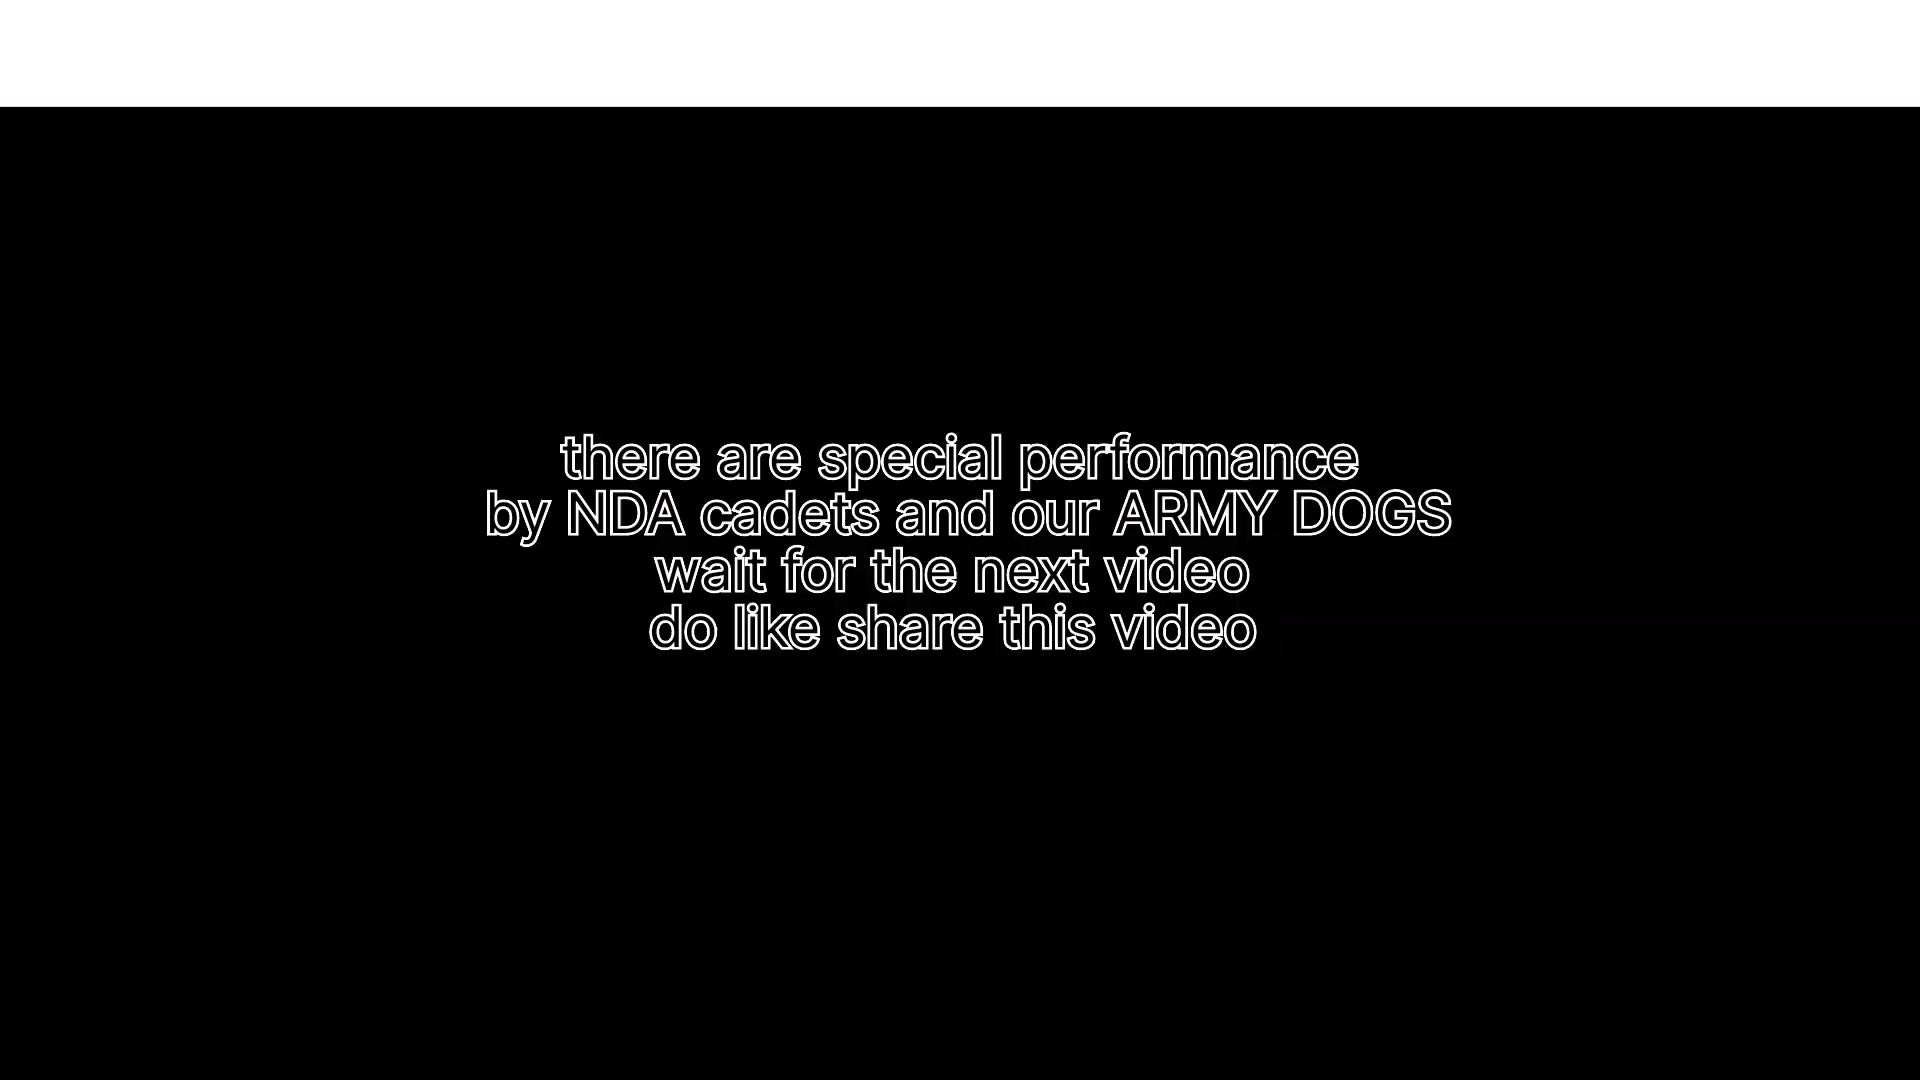 there are special performance
by NDA cadets and our ARMY DOGS
wait for the next video
do like share this video